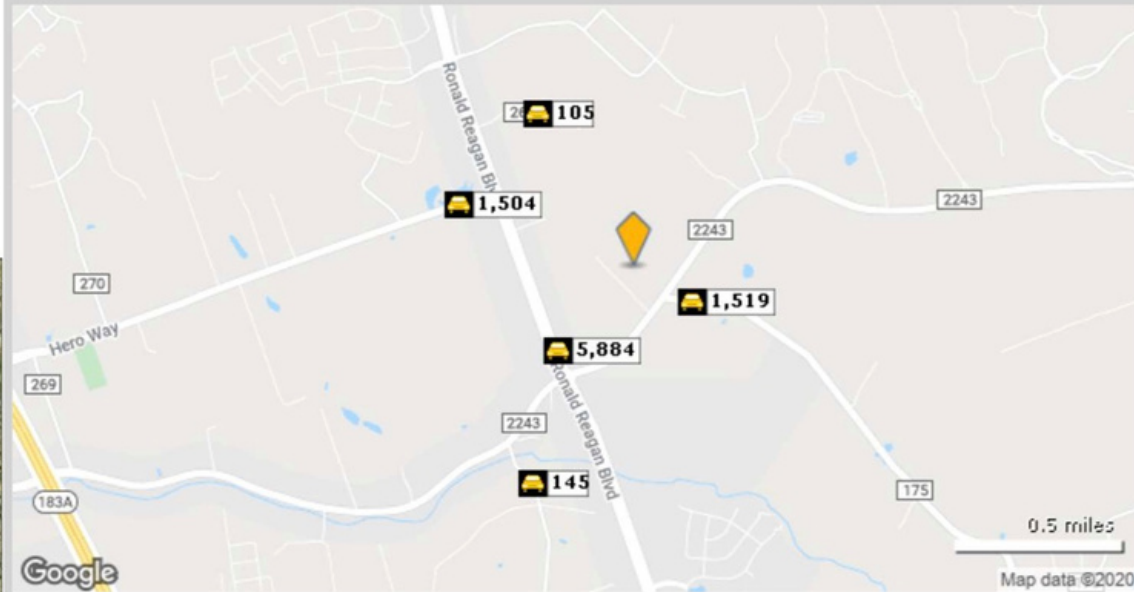 Ronald Reagan Blvd
105
1,504
2243
2243
270
1,519
Hero Way
5,884
269
Ronald Reagan Blvd
2243
145
175
183A
0.5 miles
Google
Map data ©2020